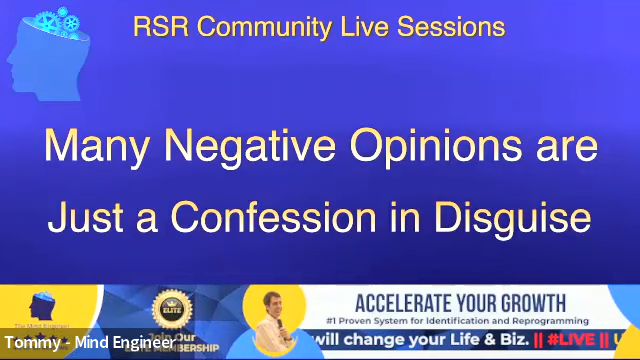 RSR Community Live Sessions
Many Negative Opinions are
Just a Confession in Disguise
ELITE
ACCELERATE YOUR GROWTH
#1 Proven System for Identification and Reprogramming
will change your Life & Biz. || #LIVE ||
Tommy - Mind Engineer
MEMBERSHIP